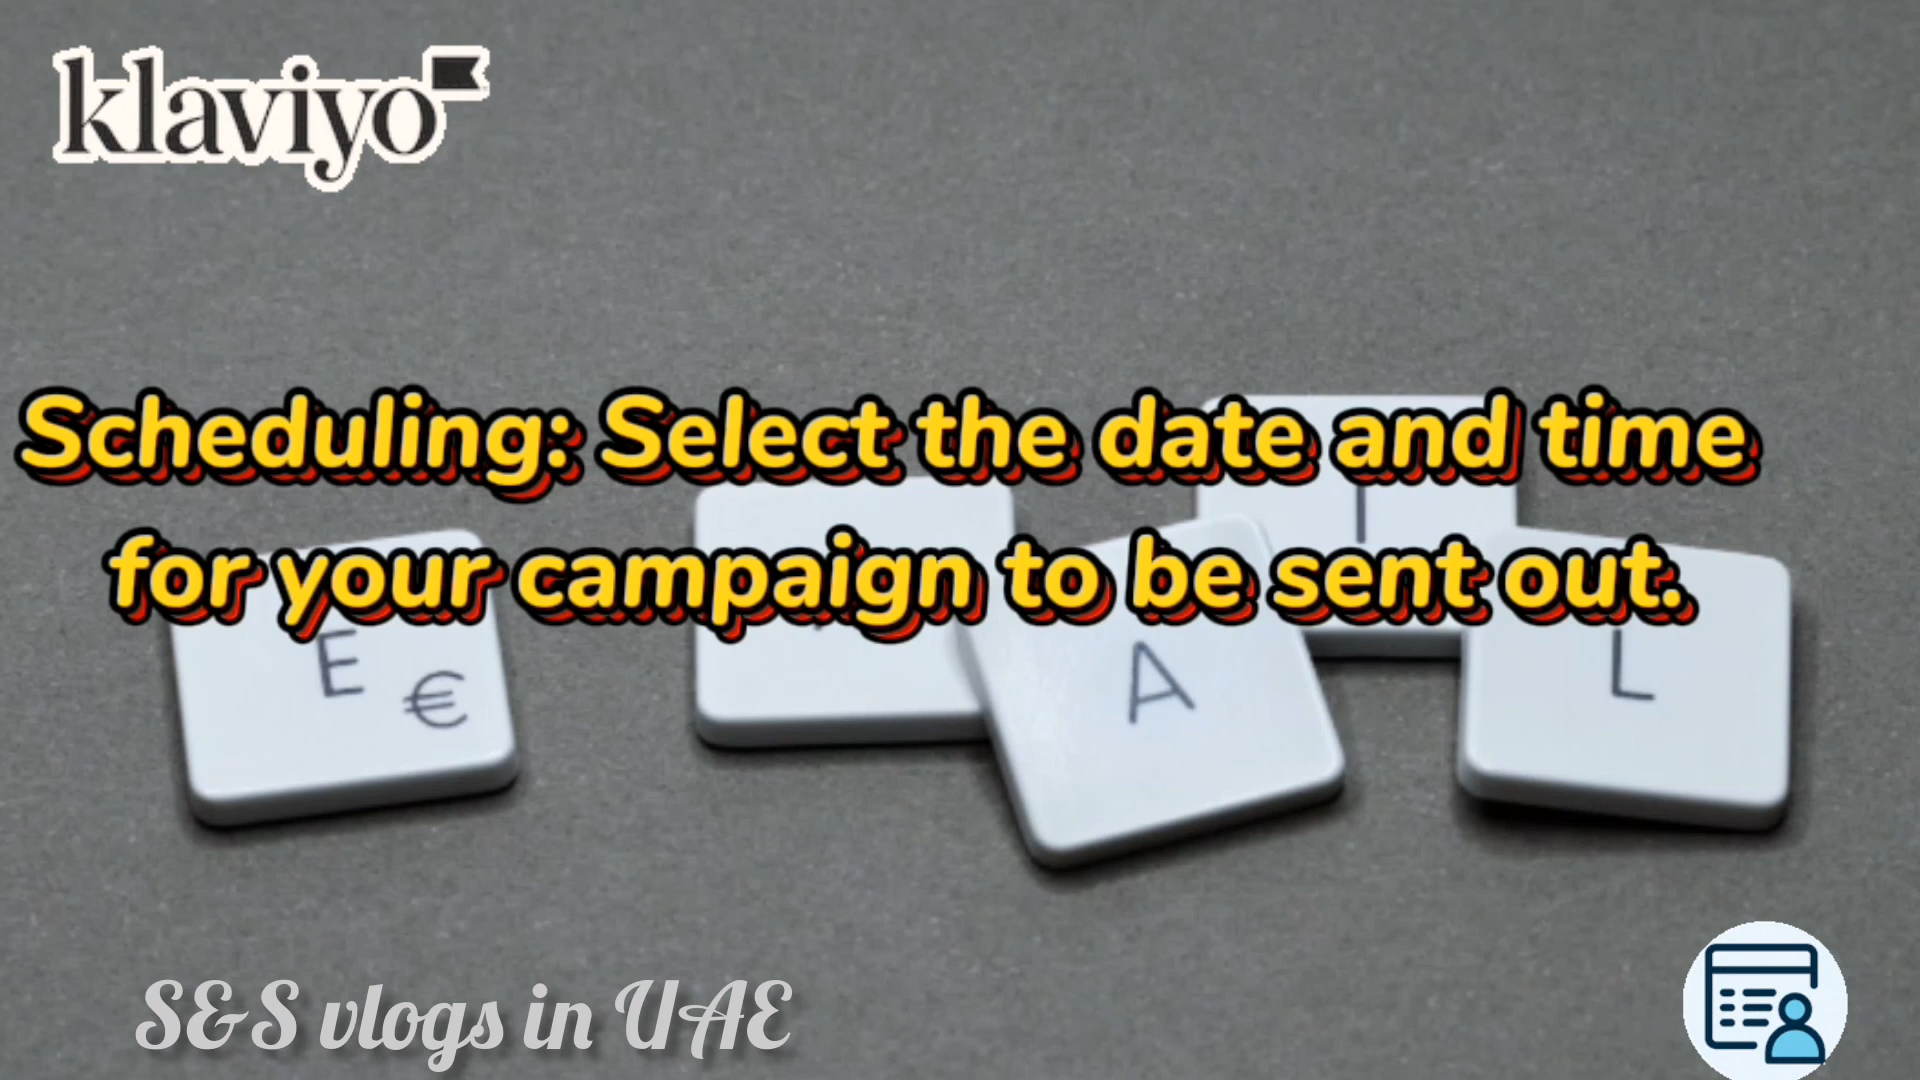 klaviyo
Scheduling: Select the date and time
for your campaign to be sent out.
I
E
€
A
L
S&S vlogs in UAE